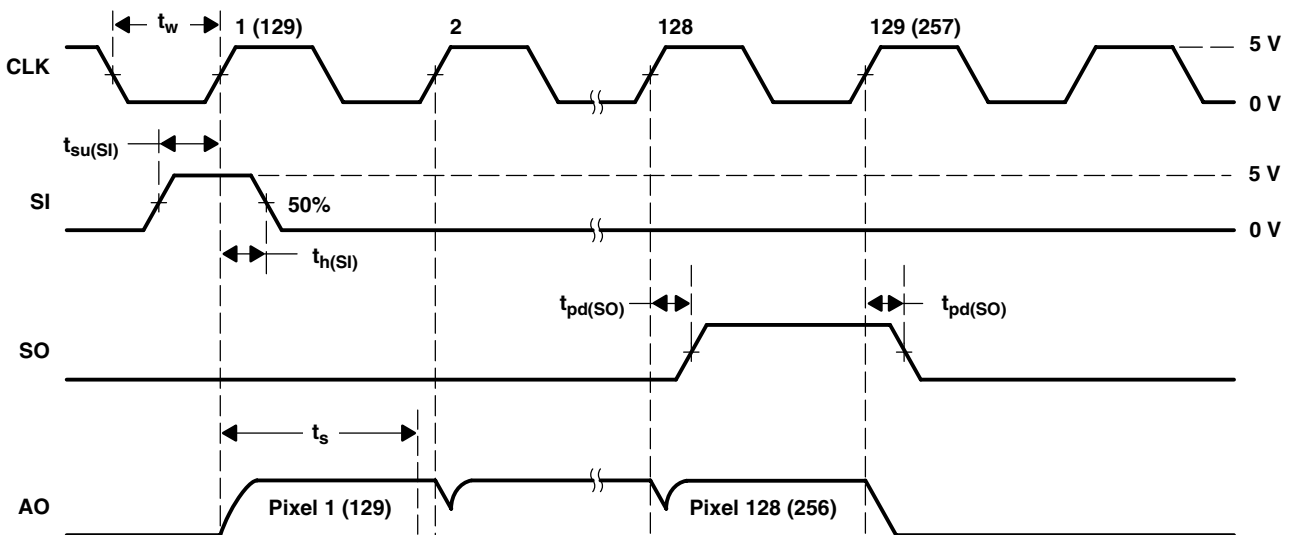 t_w 1 (129) 2 128 129 (257)
5 V
CLK
0 V
t_su(SI)
5 V
SI 50%
0 V
t_h(SI)
t_pd(SO) t_pd(SO)
SO
t_s
AO Pixel 1 (129) Pixel 128 (256)